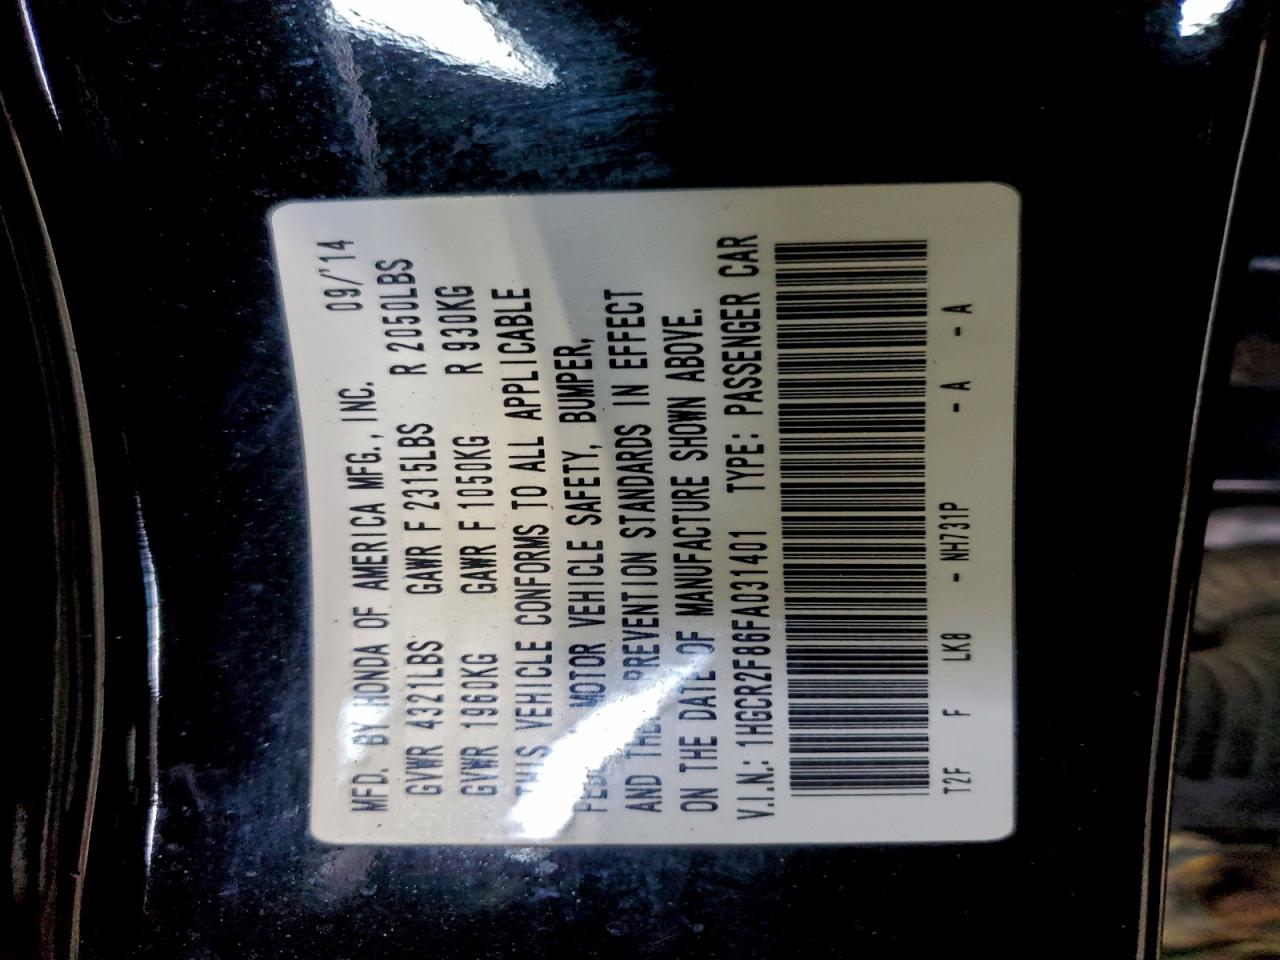 MFD. BY HONDA OF AMERICA MFG., INC. 09/'14
GVWR 4321LBS GAWR F 2315LBS R 2050LBS
GVWR 1960KG GAWR F 1050KG R 930KG
THIS VEHICLE CONFORMS TO ALL APPLICABLE
MOTOR VEHICLE SAFETY, BUMPER,
AND THE PREVENTION STANDARDS IN EFFECT
ON THE DATE OF MANUFACTURE SHOWN ABOVE.
V.I.N.: 1HGCR2F86FA031401 TYPE: PASSENGER CAR
T2F F LK8 - NH731P - A - A